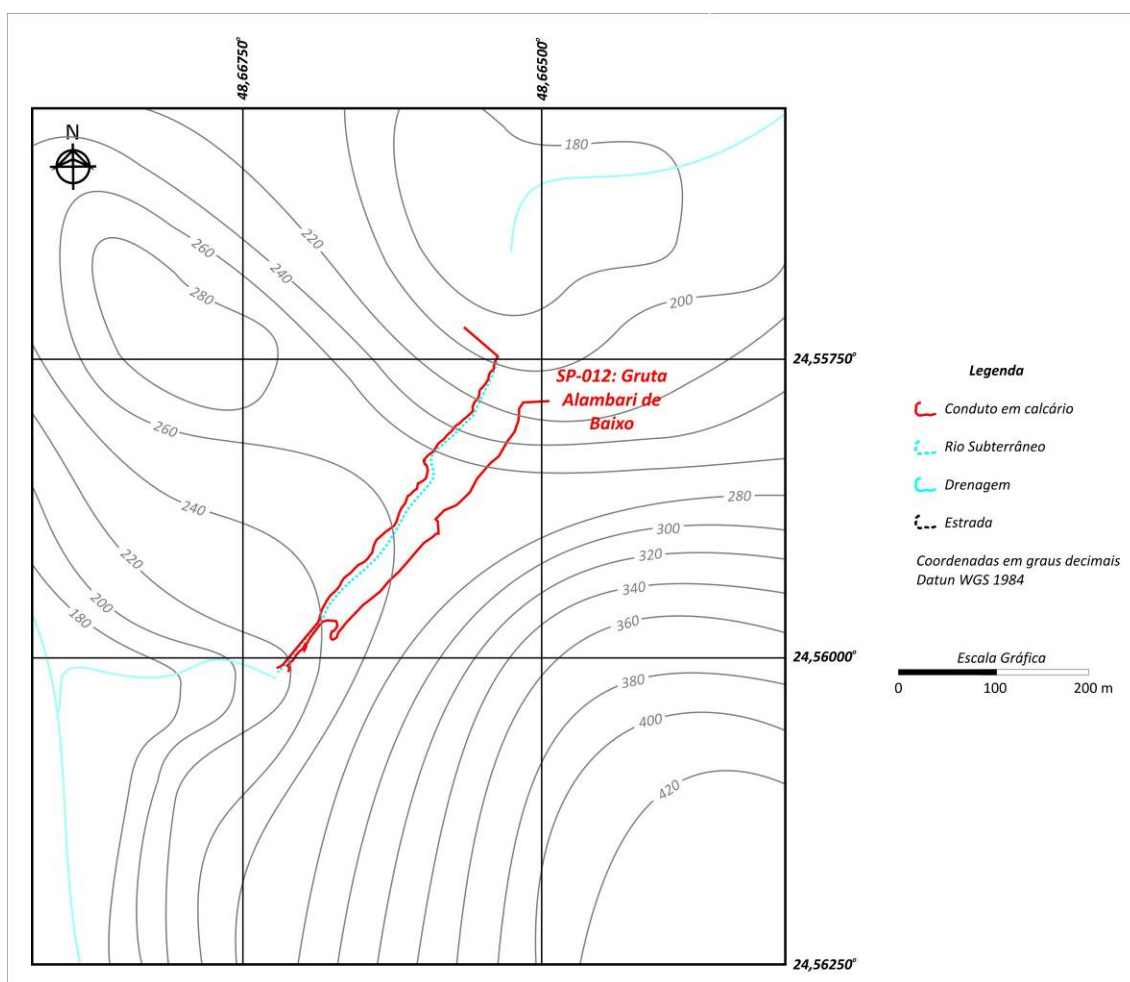 48,66750°
48,66500°
N
180
220
260
240
280
200
24,55750°
SP-012: Gruta
Alambari de
Baixo
260
240
280
300
320
220
340
200
360
180
24,56000°
380
400
420
24,56250°
Legenda
Conduto em calcário
Rio Subterrâneo
Drenagem
Estrada
Coordenadas em graus decimais
Datun WGS 1984
Escala Gráfica
0 100 200 m